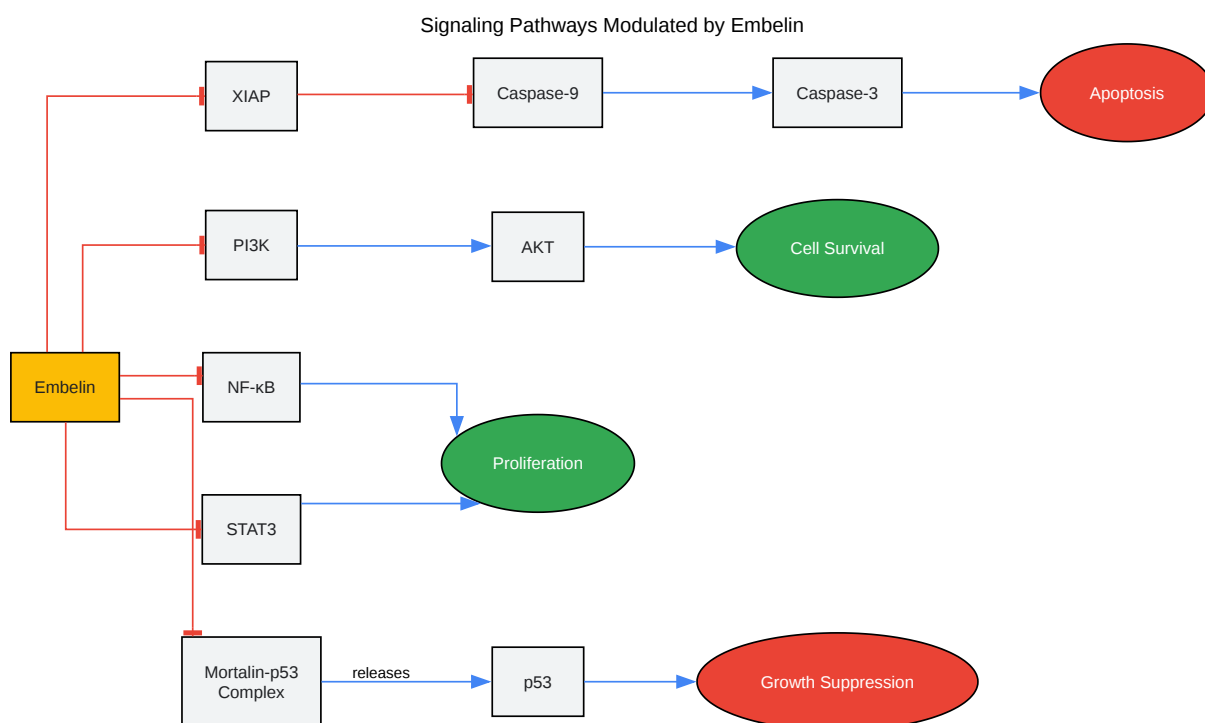 Signaling Pathways Modulated by Embelin
XIAP
Caspase-9
Caspase-3
Apoptosis
PI3K
AKT
Cell Survival
Embelin
NF-κB
Proliferation
STAT3
Mortalin-p53
Complex
releases
p53
Growth Suppression